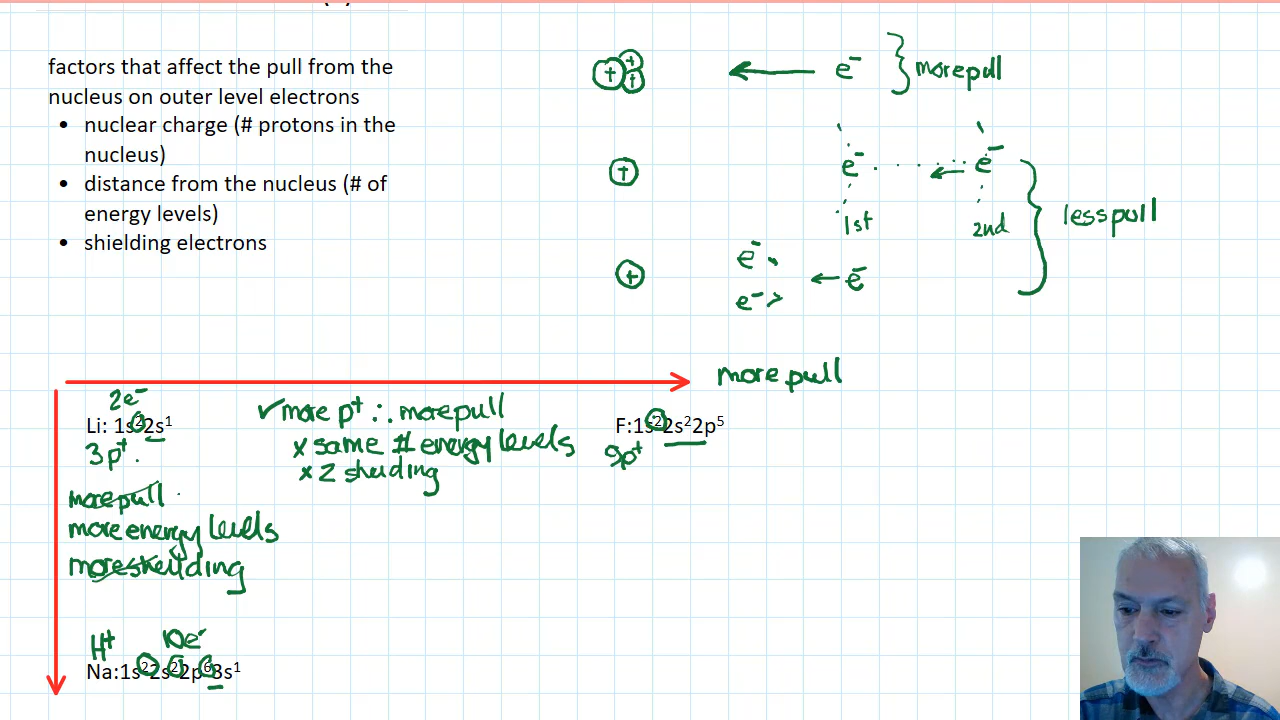 factors that affect the pull from the
nucleus on outer level electrons
• nuclear charge (# protons in the
nucleus)
• distance from the nucleus (# of
energy levels)
• shielding electrons
+ + + e⁻ } more pull
+ e⁻ e⁻
1st 2nd
less pull
e⁻
+ e⁻
e⁻
more pull
2e⁻
Li: 1s²2s¹
3p⁺
✓more p⁺ ∴ more pull
x same # energy levels
x 2 sheilding
F:1s²2s²2p⁵
9p⁺
more pull
more energy levels
more sheilding
10e⁻
Na:1s²2s²2p⁶3s¹